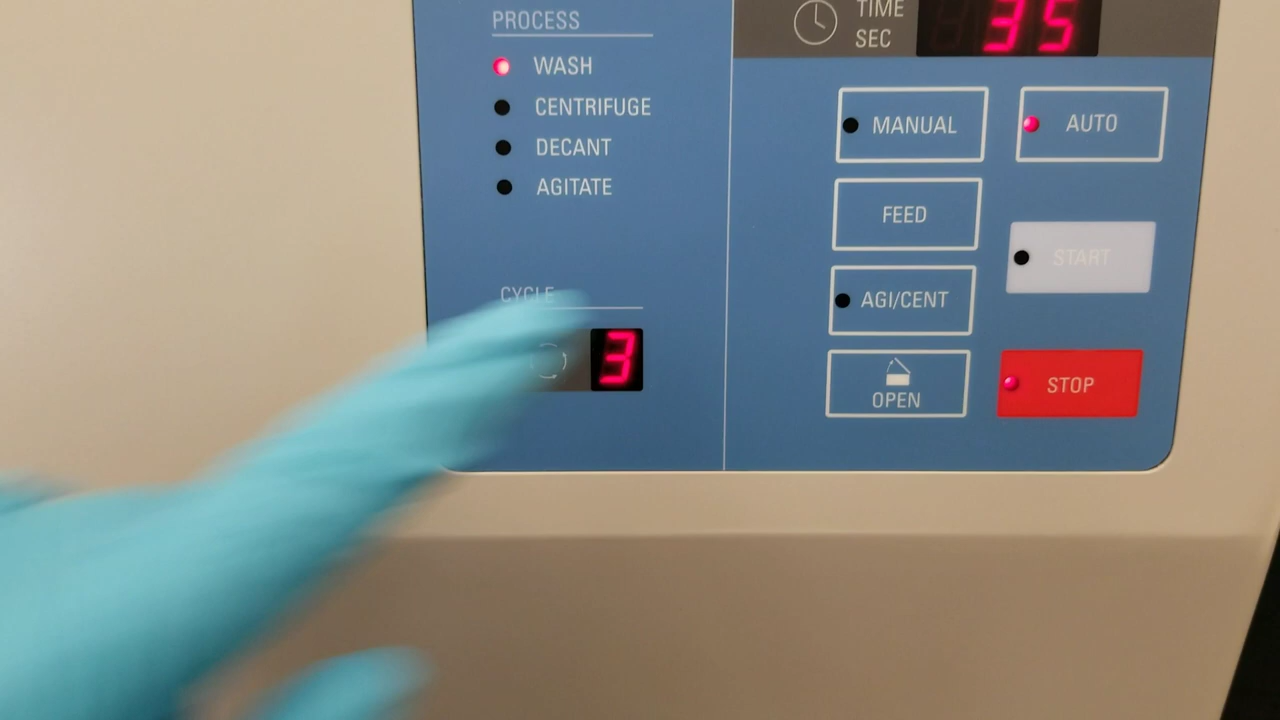 PROCESS
WASH
CENTRIFUGE
DECANT
AGITATE
CYCLE
3
TIME
SEC
35
MANUAL
AUTO
FEED
START
AGI/CENT
OPEN
STOP